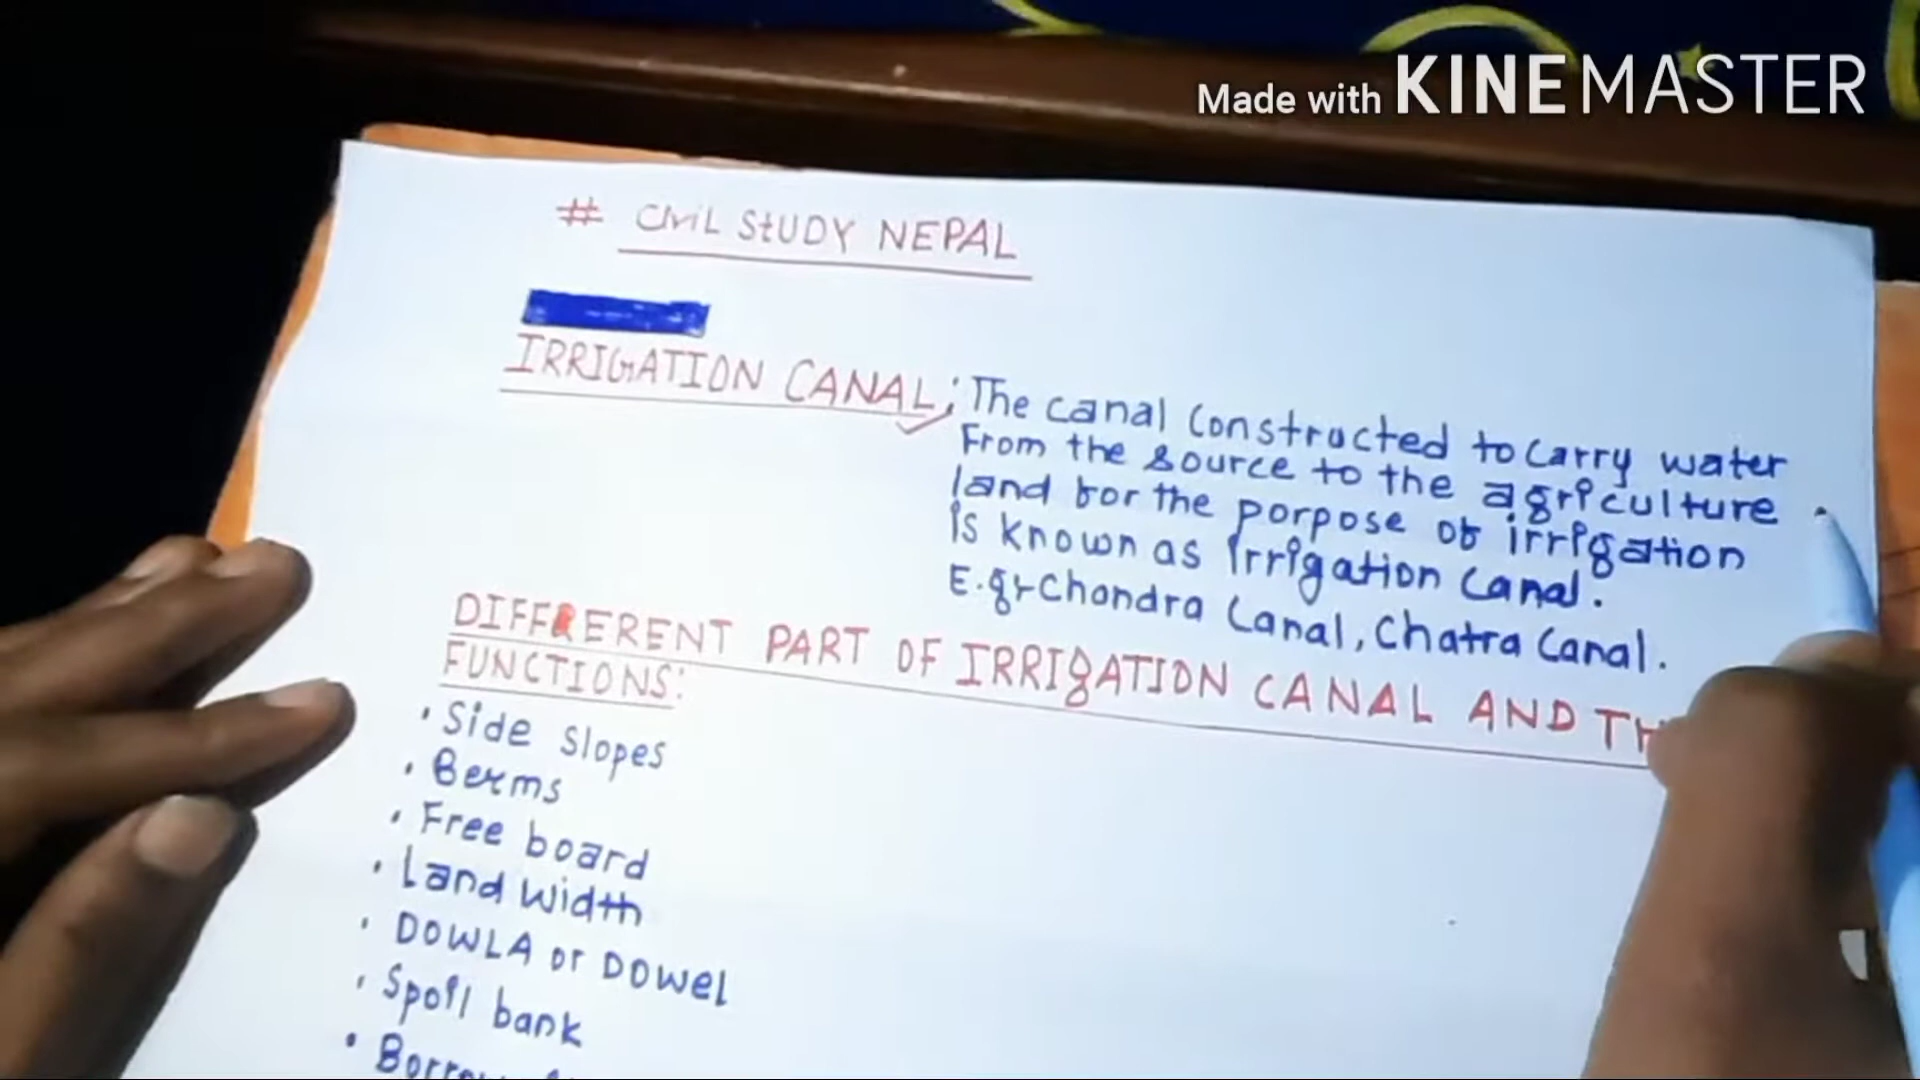 Made with KINEMASTER
# CiviL StUDY NEPAL
IRRIGATION CANAL: The canal constructed to carry water
From the source to the agriculture
land for the porpose of irrigation
is known as irrigation canal.
E.g:- Chandra Canal, Chatra Canal.
DIFFERENT PART OF IRRIgATION CANAL AND
FUNCTIONS:
• Side slopes
• Berms
• Free board
• Land width
• DOWLA or DOWel
• Spoil bank